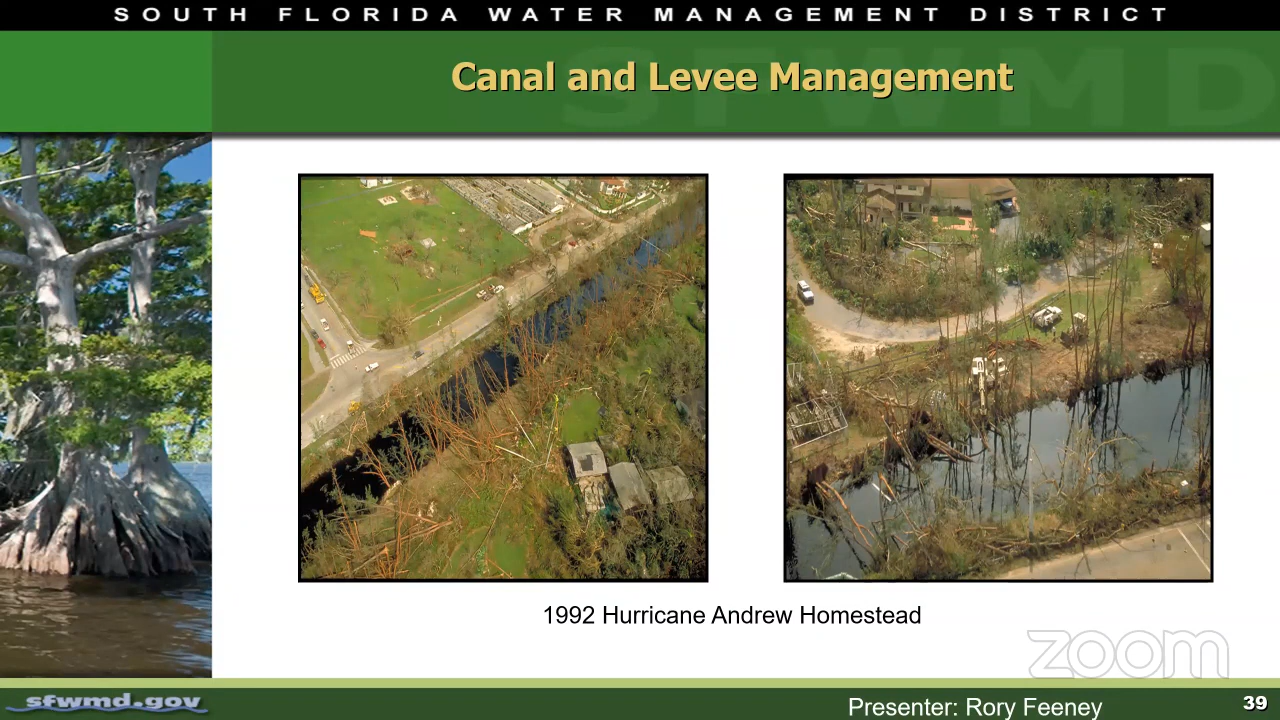 SOUTH FLORIDA WATER MANAGEMENT DISTRICT
SFWMD
Canal and Levee Management
1992 Hurricane Andrew Homestead
zoom
sfwmd.gov
Presenter: Rory Feeney
39